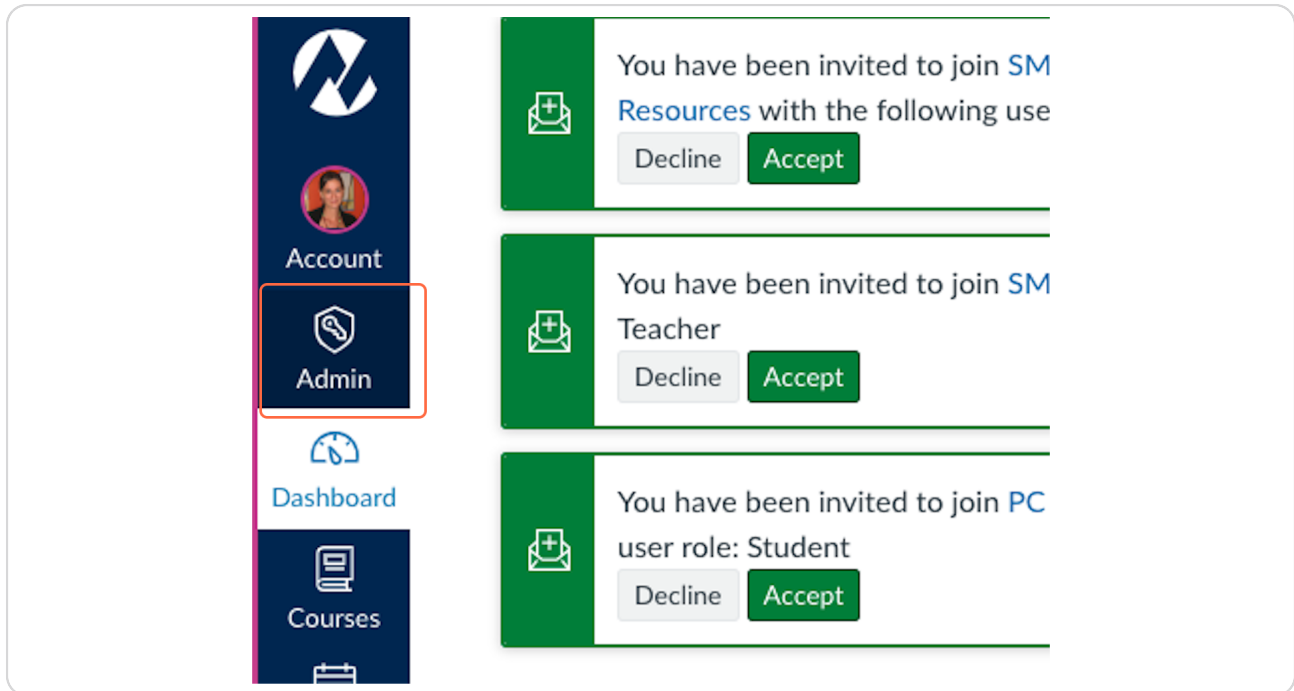 Account
Admin
Dashboard
Courses
You have been invited to join SM
Resources with the following use
Decline Accept
You have been invited to join SM
Teacher
Decline Accept
You have been invited to join PC
user role: Student
Decline Accept